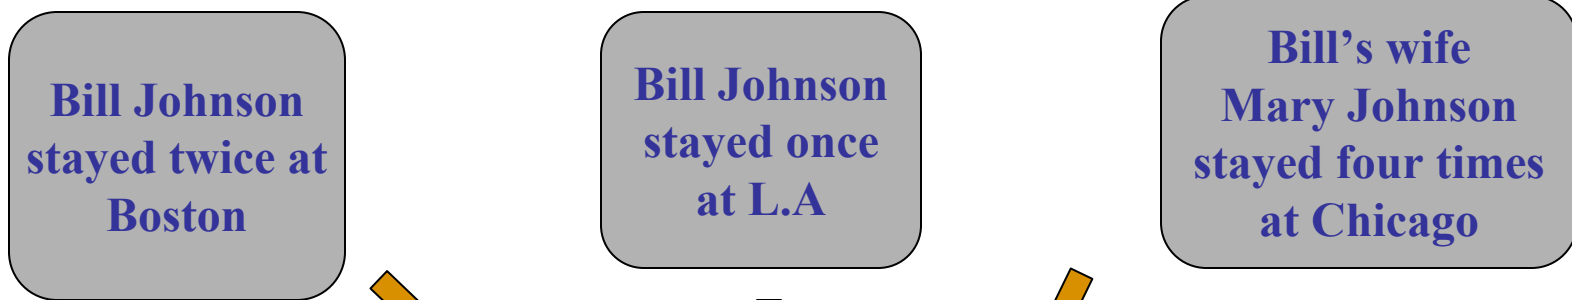 Bill Johnson
stayed twice at
Boston
Bill Johnson
stayed once
at L.A
Bill’s wife
Mary Johnson
stayed four times
at Chicago